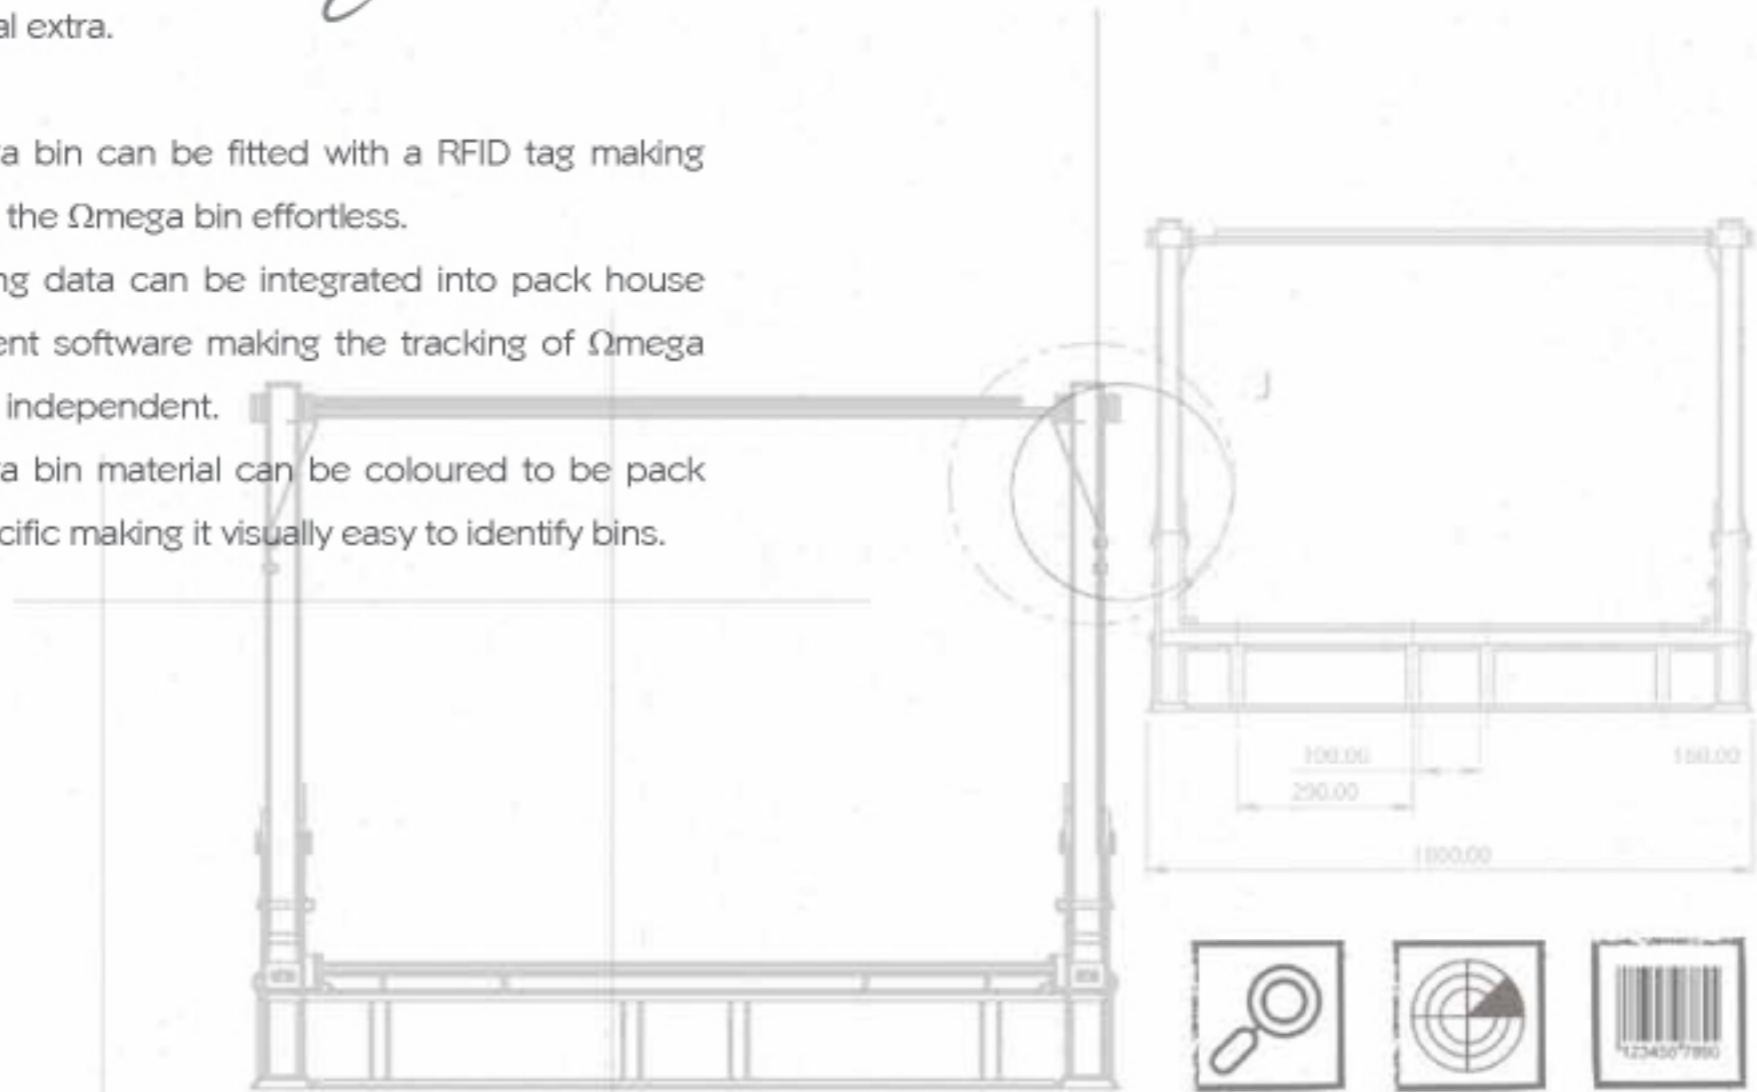 al extra.
a bin can be fitted with a RFID tag making
the Ωmega bin effortless.
ng data can be integrated into pack house
ent software making the tracking of Ωmega
independent.
a bin material can be coloured to be pack
cific making it visually easy to identify bins.
160.00
290.00